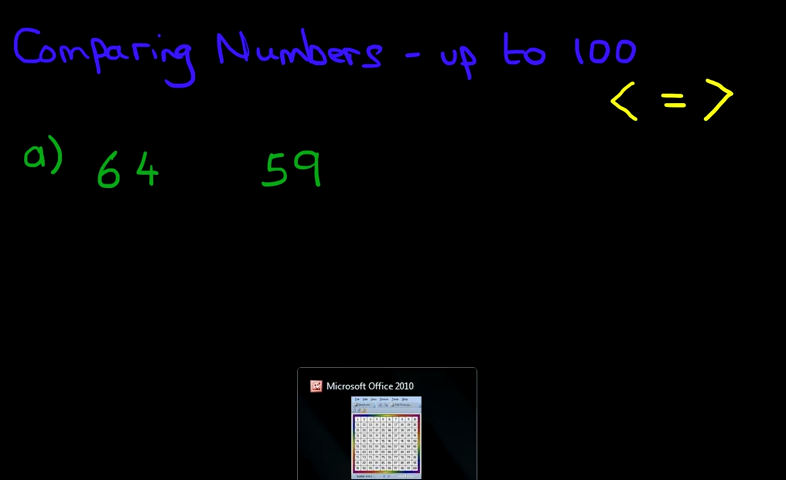 Comparing Numbers - up to 100
< = >
a) 64 59
Microsoft Office 2010